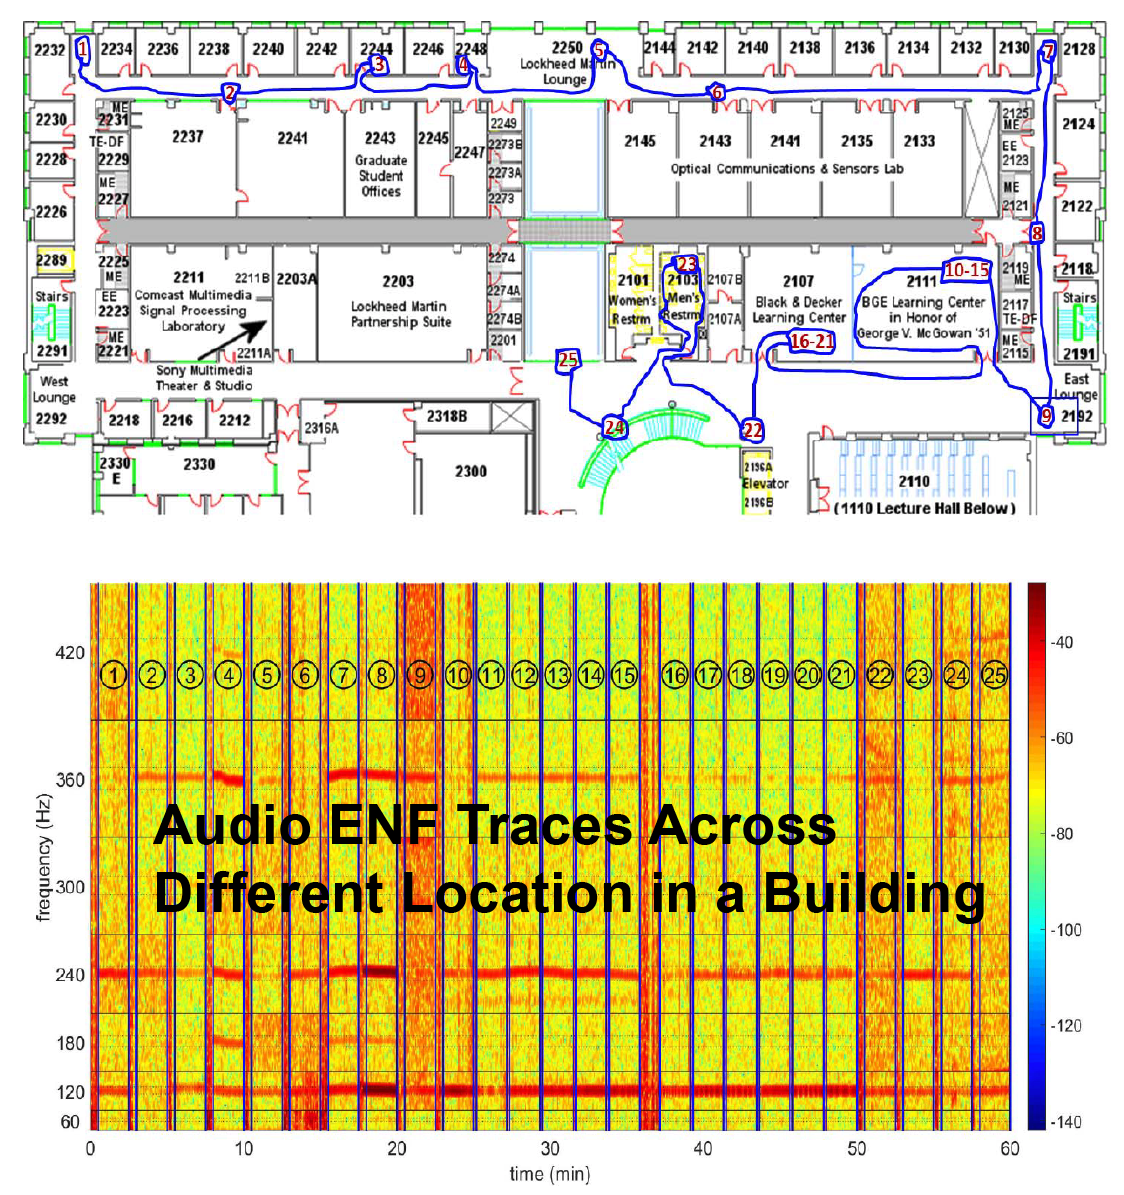 2232 1 2234 2236 2238 2240 2242 2244 2246 2248 2250 5 2144 2142 2140 2138 2136 2134 2132 2130 7 2128
3 4 Lockheed Martin
Lounge
2 6
2230 ME 2231 2237 2241 2243 2245 2247 2249 2145 2143 2141 2135 2133 2125 ME 2124
TE-DF 2273B EE
2228 2229 Graduate 2273A Optical Communications & Sensors Lab 2123
ME Student ME
2226 2227 Offices 2273 2121 2122
8
2289 2225 2211 2211B 2203A 2203 2274 2101 23 2103 2107B 2107 10-15 2111 2119 2118
ME ME
Stairs EE Comcast Multimedia Lockheed Martin 2274A Women's Men's Black & Decker BGE Learning Center 2117 Stairs
2223 Signal Processing Partnership Suite 2274B Restrm Restrm 2107A Learning Center in Honor of TE-DF
ME Laboratory 2201 16-21 George V. McGowan '51 ME
2291 2221 2211A 25 2115 2191
West Sony Multimedia East
Lounge Theater & Studio Lounge
2292 2218 2216 2212 2316A 2318B 24 22 9 2192
2330 2330 2300 2196A 2110
E Elevator
2196B (1110 Lecture Hall Below)
420
1 2 3 4 5 6 7 8 9 10 11 12 13 14 15 16 17 18 19 20 21 22 23 24 25
360
Audio ENF Traces Across
Different Location in a Building
300
240
180
120
60
frequency (Hz)
0 10 20 30 40 50 60
time (min)
-40
-60
-80
-100
-120
-140